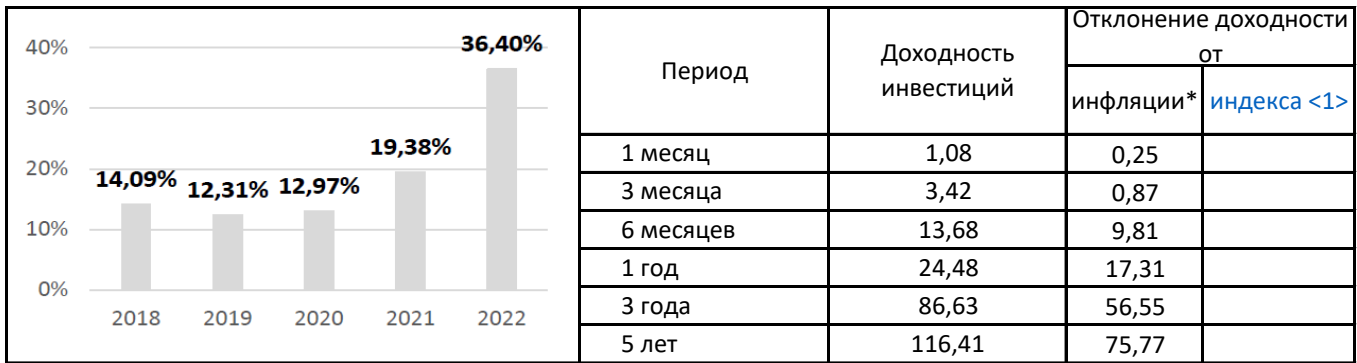 40%
30%
20%
10%
0%
14,09%
12,31%
12,97%
19,38%
36,40%
2018 2019 2020 2021 2022
Период
Доходность
инвестиций
Отклонение доходности
от
инфляции* индекса <1>
1 месяц 1,08 0,25
3 месяца 3,42 0,87
6 месяцев 13,68 9,81
1 год 24,48 17,31
3 года 86,63 56,55
5 лет 116,41 75,77